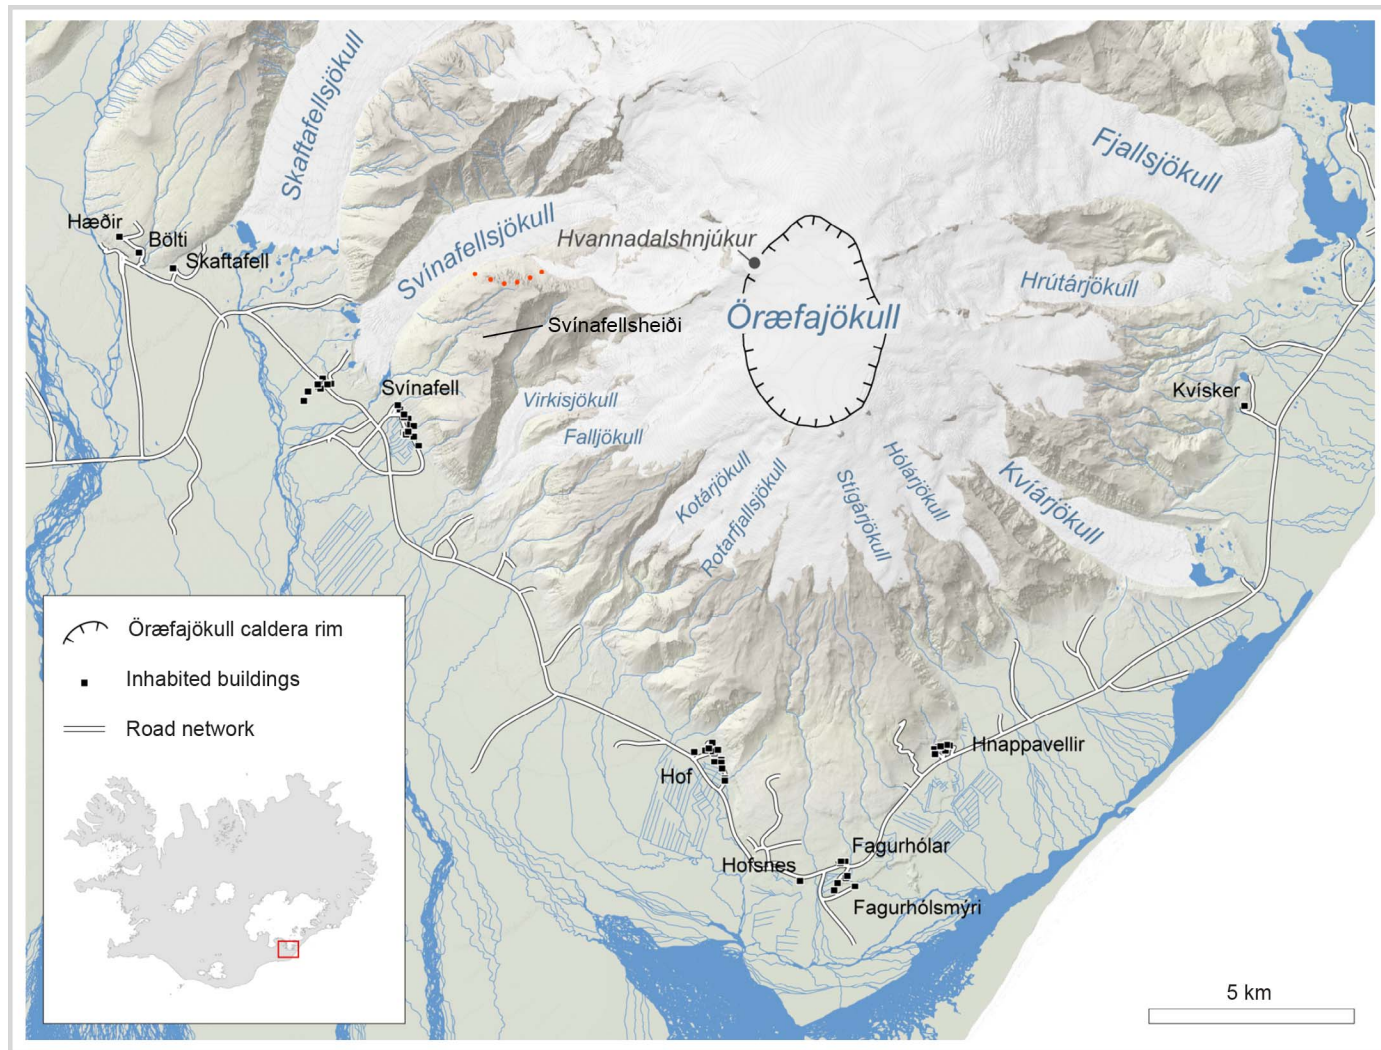 Skaftafellsjökull
Fjallsjökull
Hæðir
Bölti
Skaftafell
Svínafellsjökull
Hvannadalshnjúkur
Hrútárjökull
Öræfajökull
Svínafellsheiði
Svínafell
Virkisjökull
Falljökull
Kvísker
Kotárjökull
Rotarfjallsjökull
Stigárjökull
Hólárjökull
Kvíárjökull
Öræfajökull caldera rim
Inhabited buildings
Road network
Hnappavellir
Hof
Fagurhólar
Hofsnes
Fagurhólsmýri
5 km